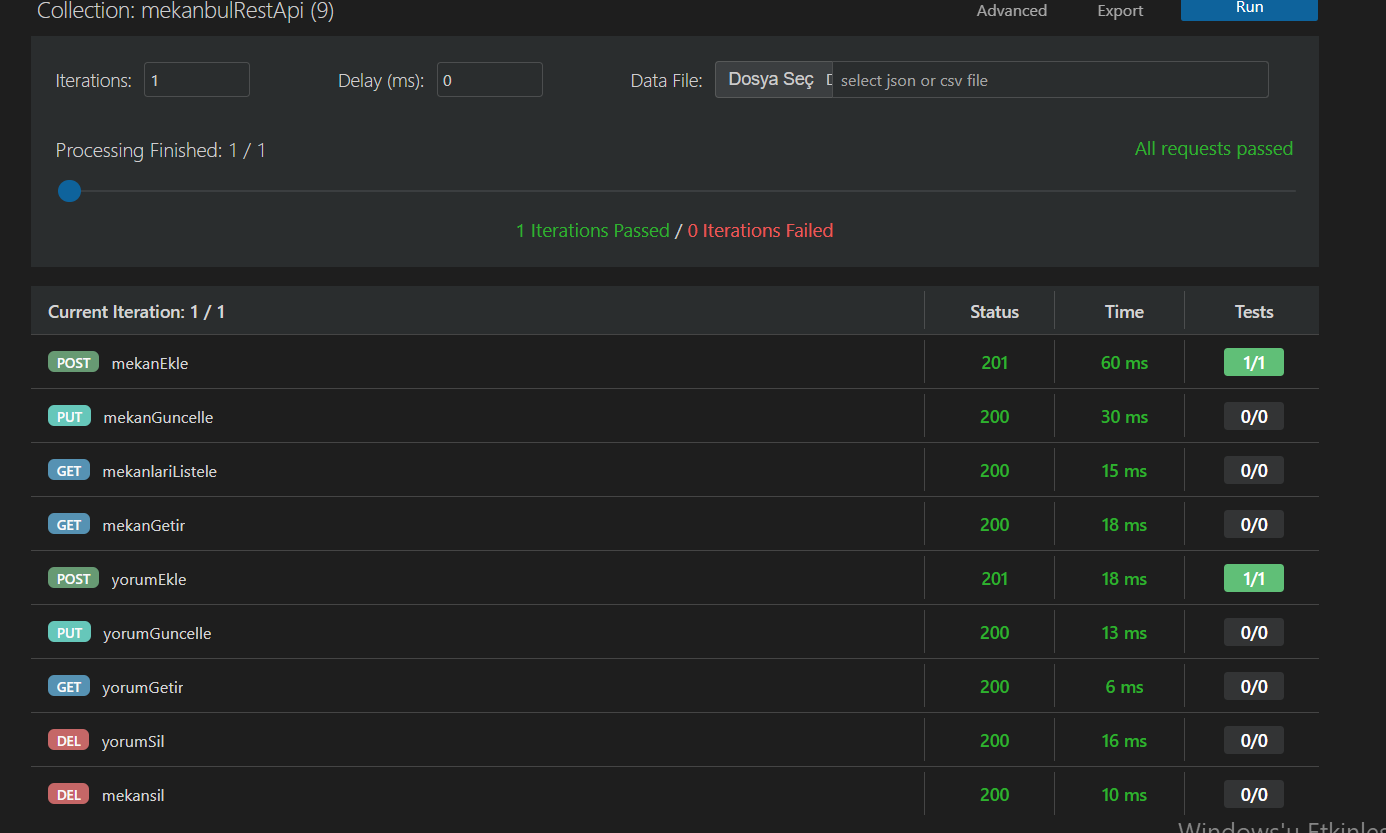 Collection: mekanbulRestApi (9) Advanced Export Run
Iterations: 1 Delay (ms): 0 Data File: Dosya Seç select json or csv file
Processing Finished: 1 / 1 All requests passed
1 Iterations Passed / 0 Iterations Failed
Current Iteration: 1 / 1 Status Time Tests
POST mekanEkle 201 60 ms 1/1
PUT mekanGuncelle 200 30 ms 0/0
GET mekanlariListele 200 15 ms 0/0
GET mekanGetir 200 18 ms 0/0
POST yorumEkle 201 18 ms 1/1
PUT yorumGuncelle 200 13 ms 0/0
GET yorumGetir 200 6 ms 0/0
DEL yorumSil 200 16 ms 0/0
DEL mekansil 200 10 ms 0/0
Windows'u